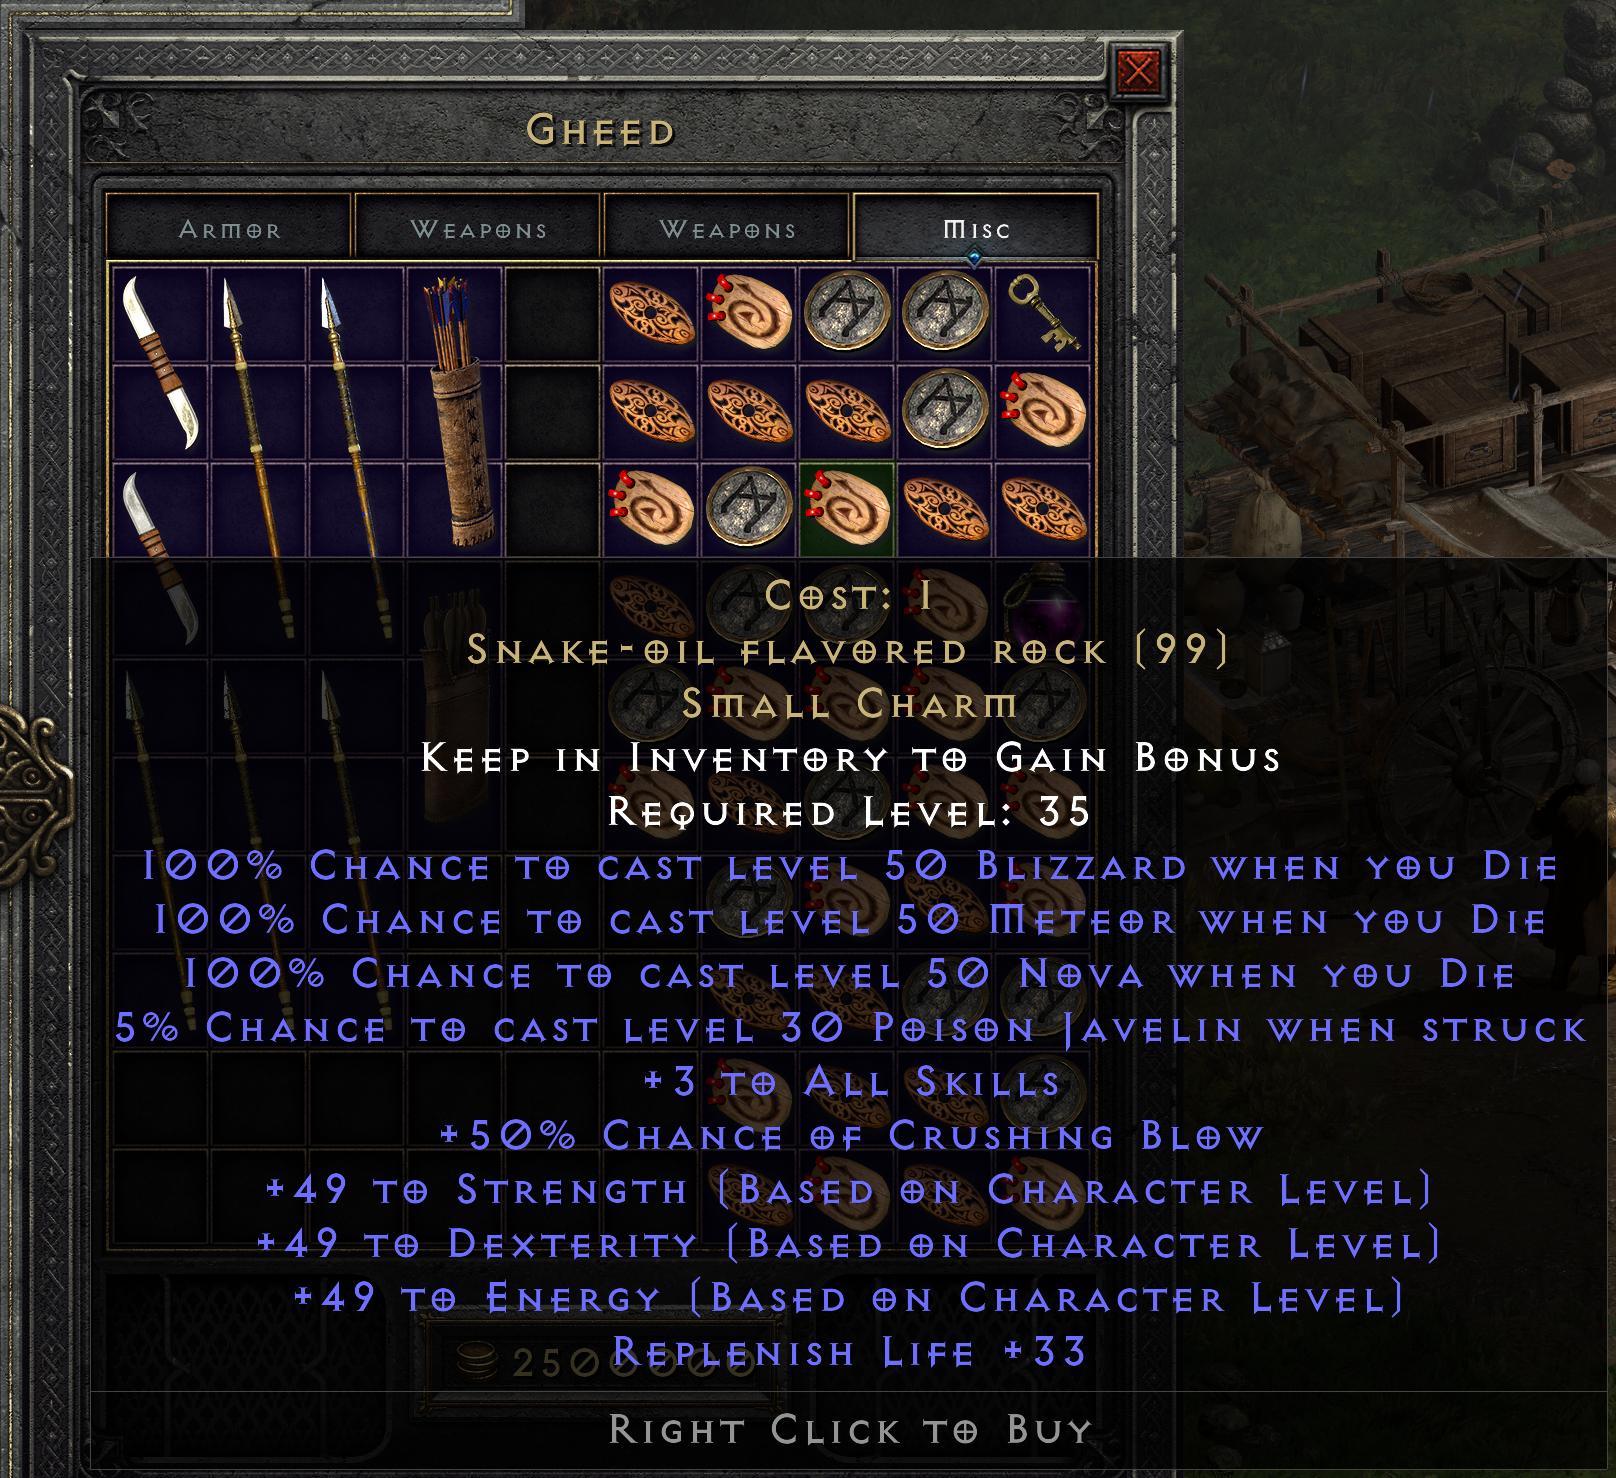 Gheed
Armor
Weapons
Weapons
Misc
Cost: 1
Snake-oil flavored rock (99)
Small Charm
Keep in Inventory to Gain Bonus
Required Level: 35
100% Chance to cast level 50 Blizzard when you Die
100% Chance to cast level 50 Meteor when you Die
100% Chance to cast level 50 Nova when you Die
5% Chance to cast level 30 Poison Javelin when struck
+3 to All Skills
+50% Chance of Crushing Blow
+49 to Strength (Based on Character Level)
+49 to Dexterity (Based on Character Level)
+49 to Energy (Based on Character Level)
Replenish Life +33
2500000
Right Click to Buy